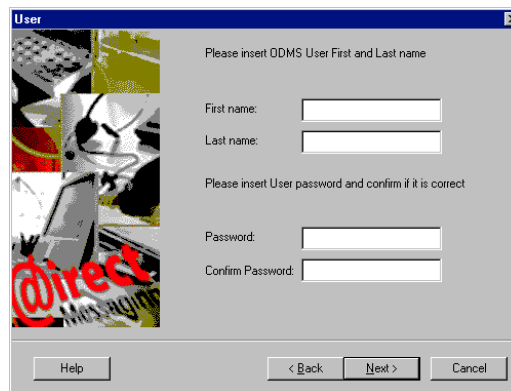 User
Please insert ODMS User First and Last name
First name:
Last name:
Please insert User password and confirm if it is correct
Password:
Confirm Password:
@irect
Messaging
Help
< Back
Next >
Cancel